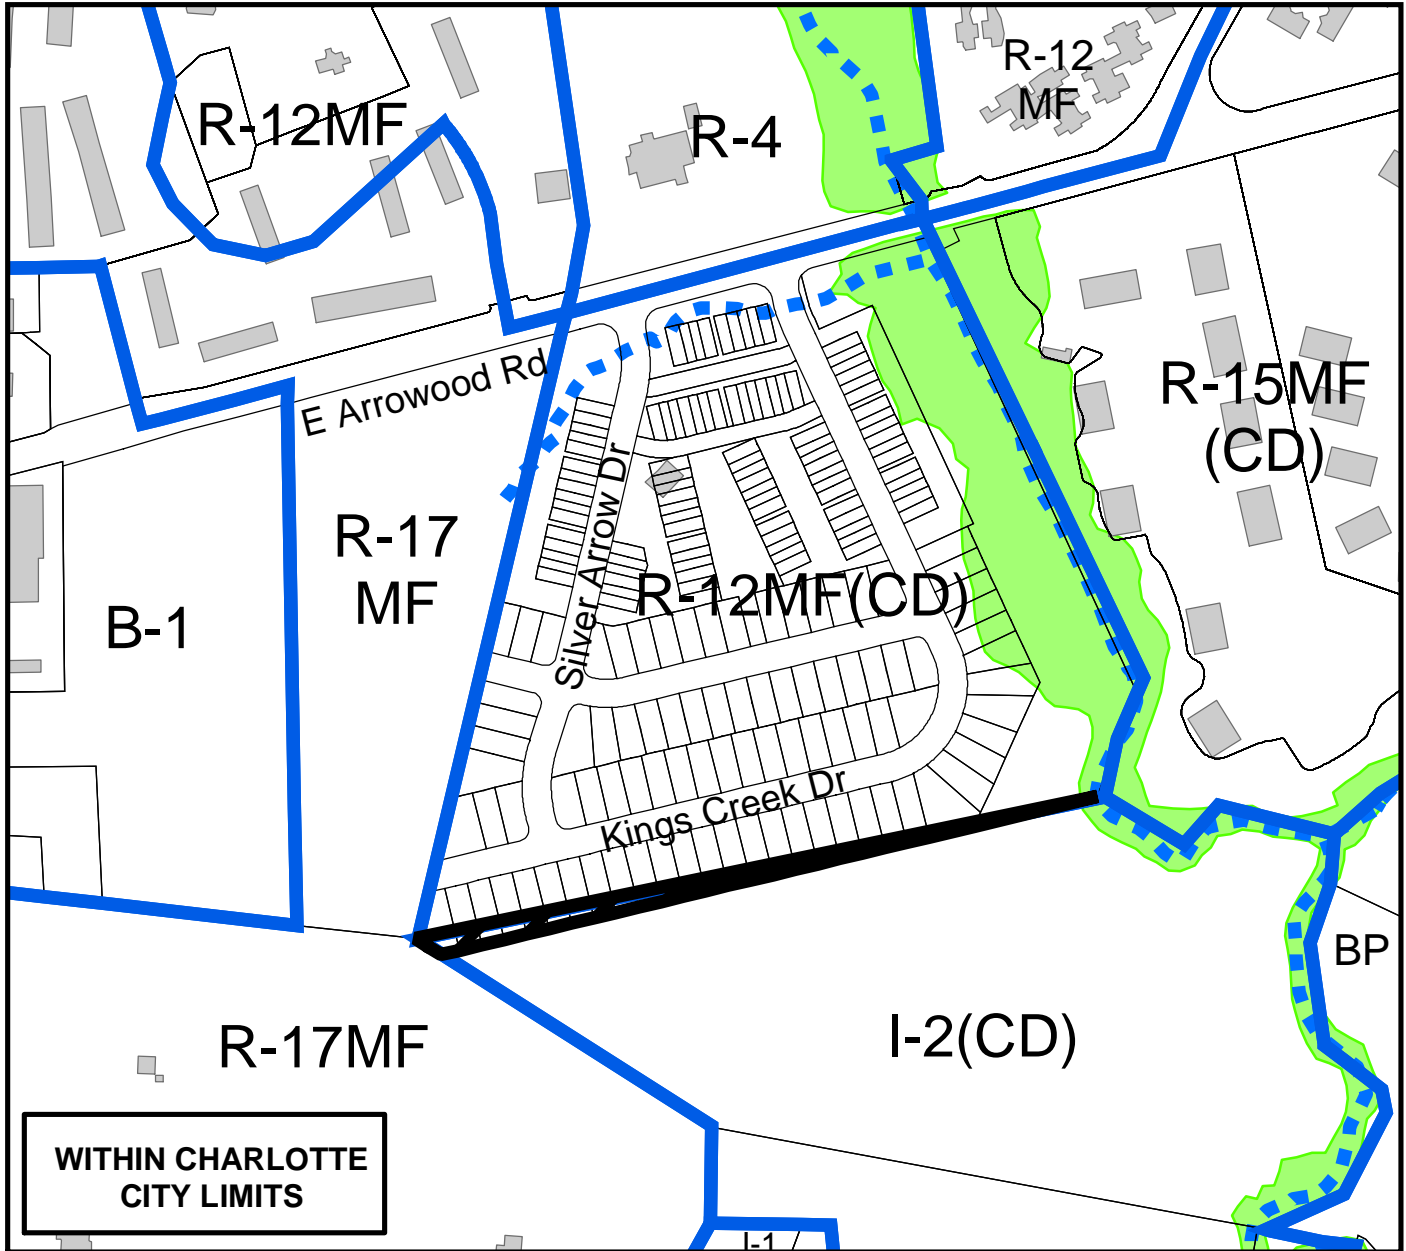 R-12
MF
R-12MF
R-4
E Arrowood Rd
R-15MF
(CD)
Silver Arrow Dr
R-17
MF
R-12MF(CD)
B-1
Kings Creek Dr
BP
I-2(CD)
R-17MF
WITHIN CHARLOTTE
CITY LIMITS
I-1